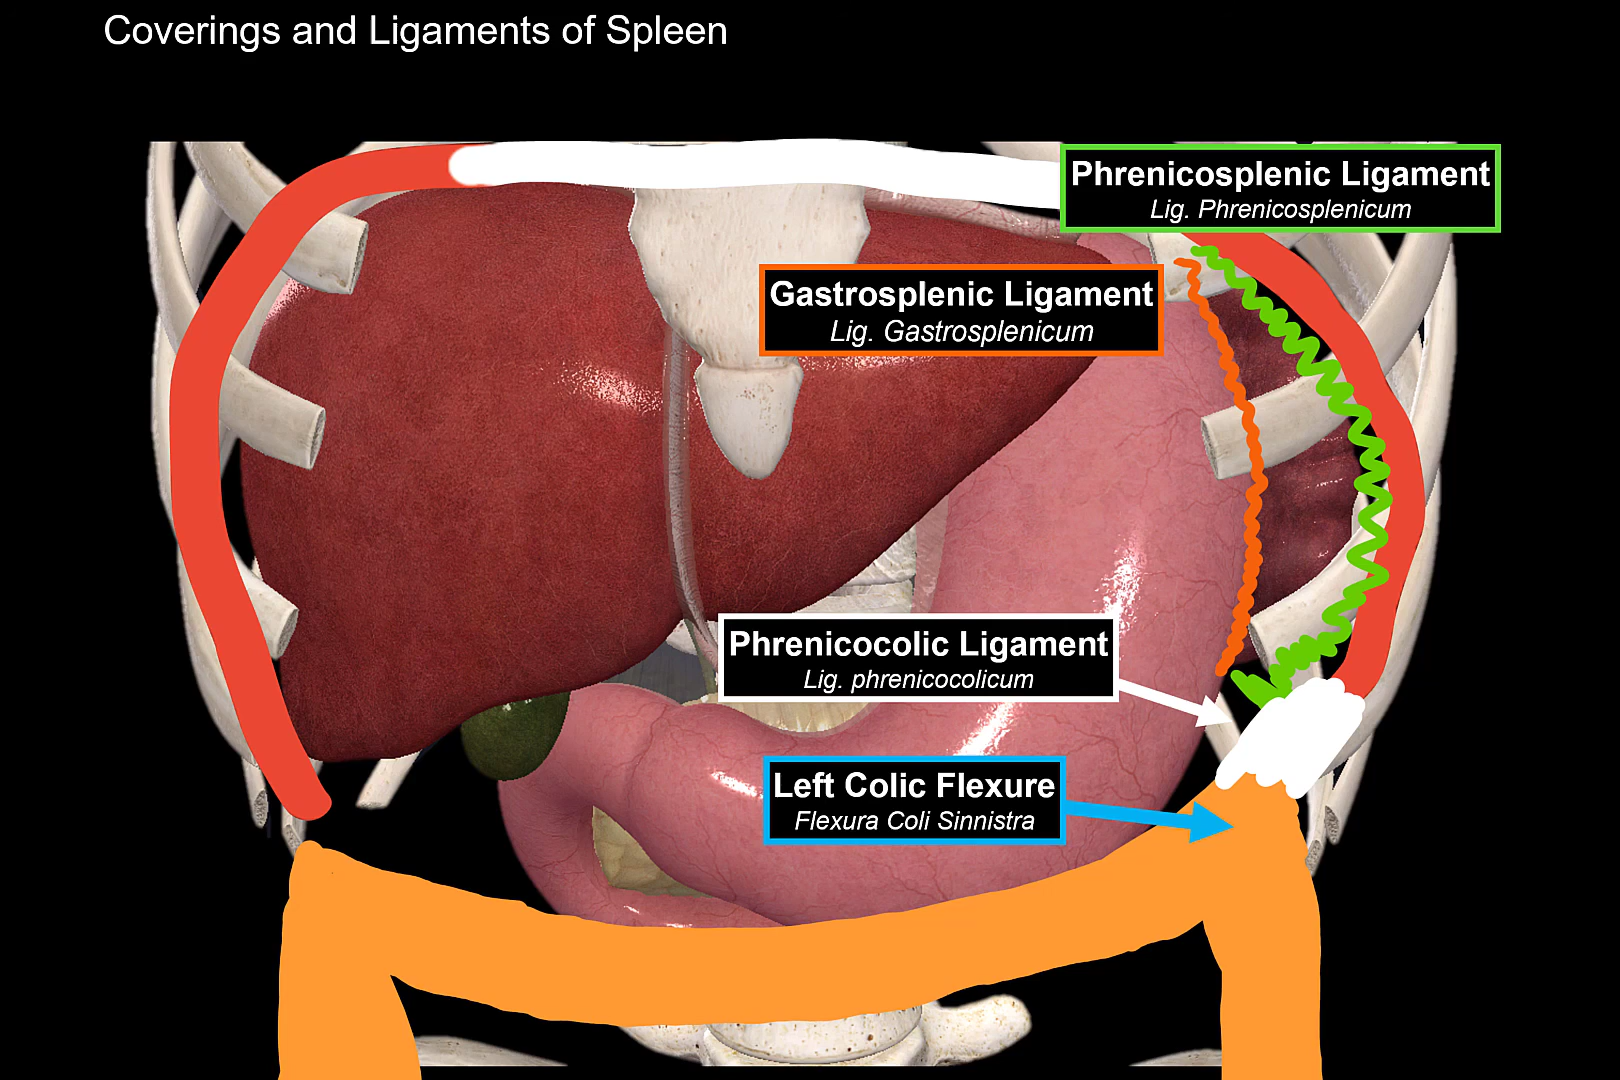 Coverings and Ligaments of Spleen
Phrenicosplenic Ligament
Lig. Phrenicosplenicum
Gastrosplenic Ligament
Lig. Gastrosplenicum
Phrenicocolic Ligament
Lig. phrenicocolicum
Left Colic Flexure
Flexura Coli Sinnistra